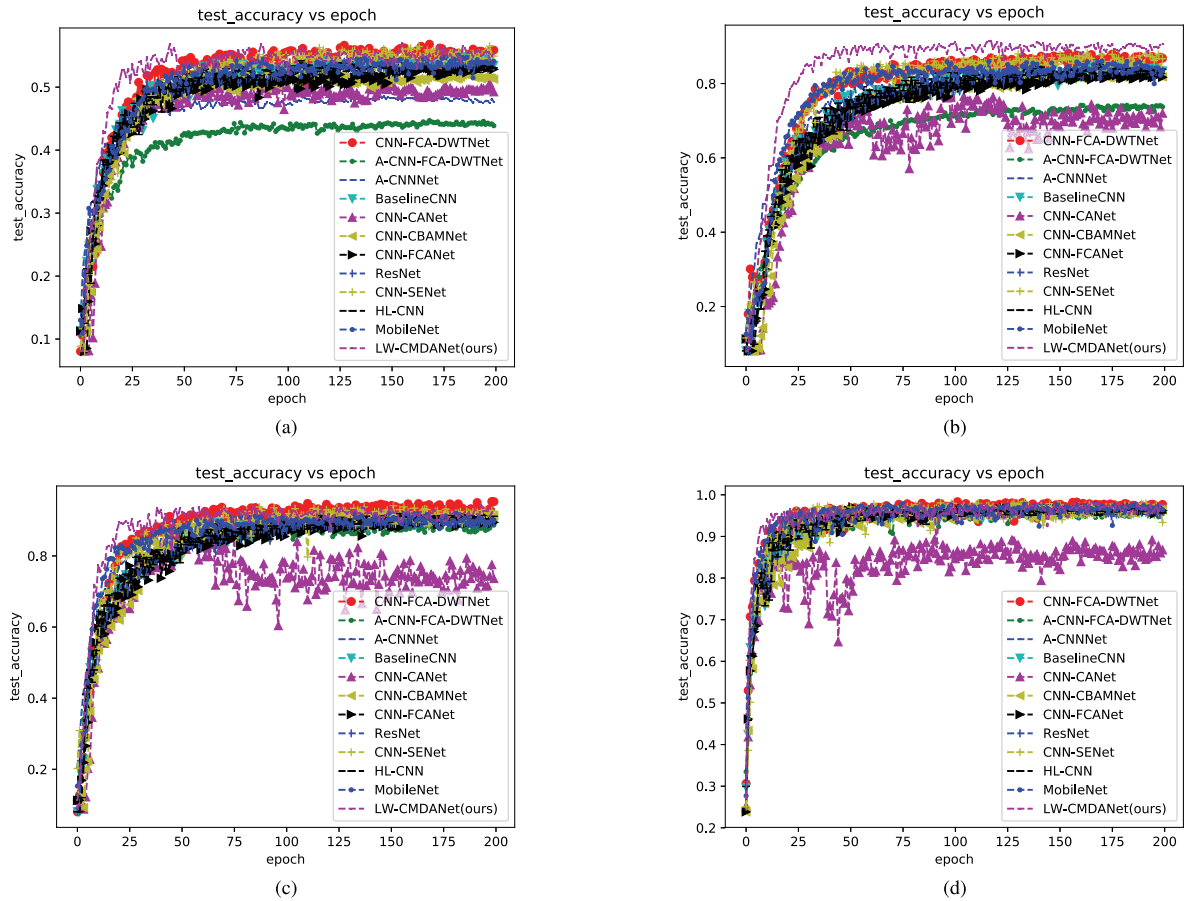 test_accuracy vs epoch
test_accuracy
0.5
0.4
0.3
0.2
0.1
CNN-FCA-DWTNet
A-CNN-FCA-DWTNet
A-CNNNet
BaselineCNN
CNN-CANet
CNN-CBAMNet
CNN-FCANet
ResNet
CNN-SENet
HL-CNN
MobileNet
LW-CMDANet(ours)
0 25 50 75 100 125 150 175 200
epoch
(a)
test_accuracy vs epoch
test_accuracy
0.8
0.6
0.4
0.2
CNN-FCA-DWTNet
A-CNN-FCA-DWTNet
A-CNNNet
BaselineCNN
CNN-CANet
CNN-CBAMNet
CNN-FCANet
ResNet
CNN-SENet
HL-CNN
MobileNet
LW-CMDANet(ours)
0 25 50 75 100 125 150 175 200
epoch
(b)
test_accuracy vs epoch
test_accuracy
0.8
0.6
0.4
0.2
CNN-FCA-DWTNet
A-CNN-FCA-DWTNet
A-CNNNet
BaselineCNN
CNN-CANet
CNN-CBAMNet
CNN-FCANet
ResNet
CNN-SENet
HL-CNN
MobileNet
LW-CMDANet(ours)
0 25 50 75 100 125 150 175 200
epoch
(c)
test_accuracy vs epoch
test_accuracy
1.0
0.9
0.8
0.7
0.6
0.5
0.4
0.3
0.2
CNN-FCA-DWTNet
A-CNN-FCA-DWTNet
A-CNNNet
BaselineCNN
CNN-CANet
CNN-CBAMNet
CNN-FCANet
ResNet
CNN-SENet
HL-CNN
MobileNet
LW-CMDANet(ours)
0 25 50 75 100 125 150 175 200
epoch
(d)